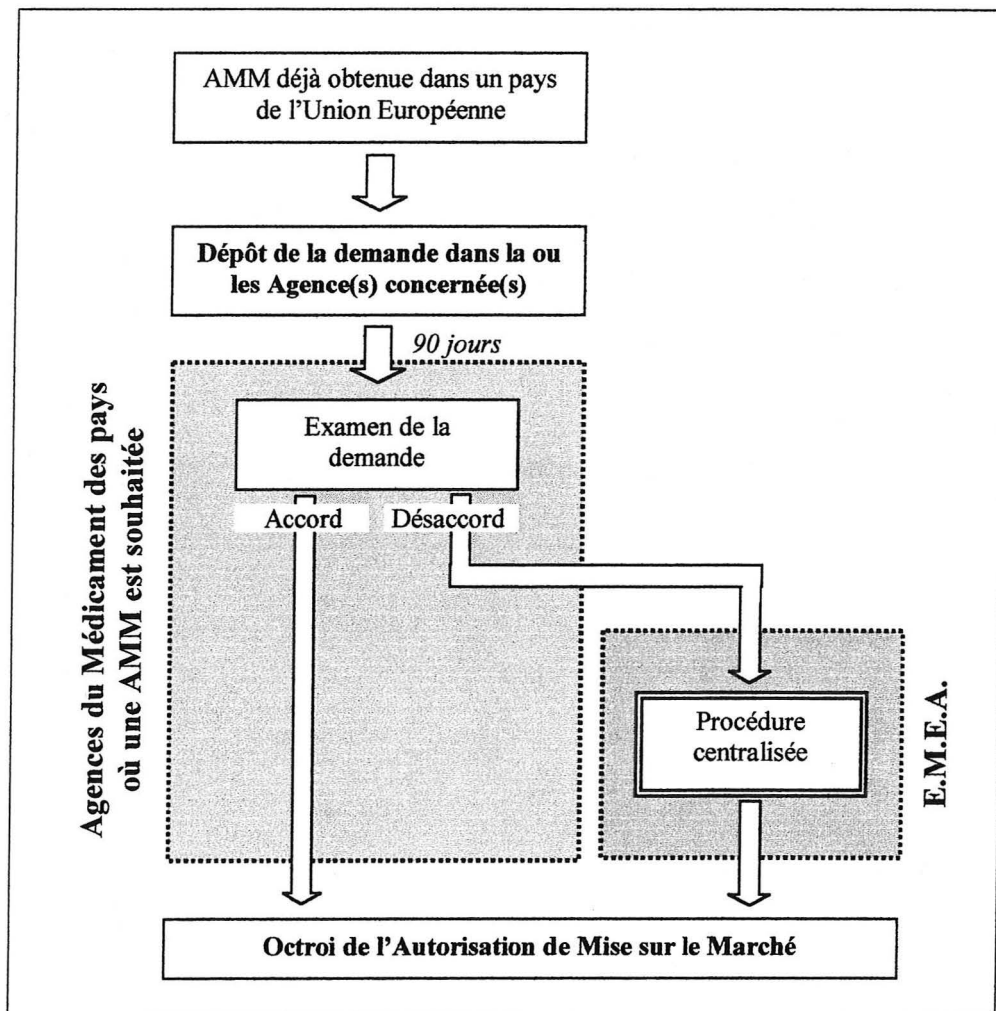 AMM déjà obtenue dans un pays
de l'Union Européenne
Dépôt de la demande dans la ou
les Agence(s) concernée(s)
90 jours
Agences du Médicament des pays
où une AMM est souhaitée
Examen de la
demande
Accord
Désaccord
Procédure
centralisée
E.M.E.A.
Octroi de l'Autorisation de Mise sur le Marché